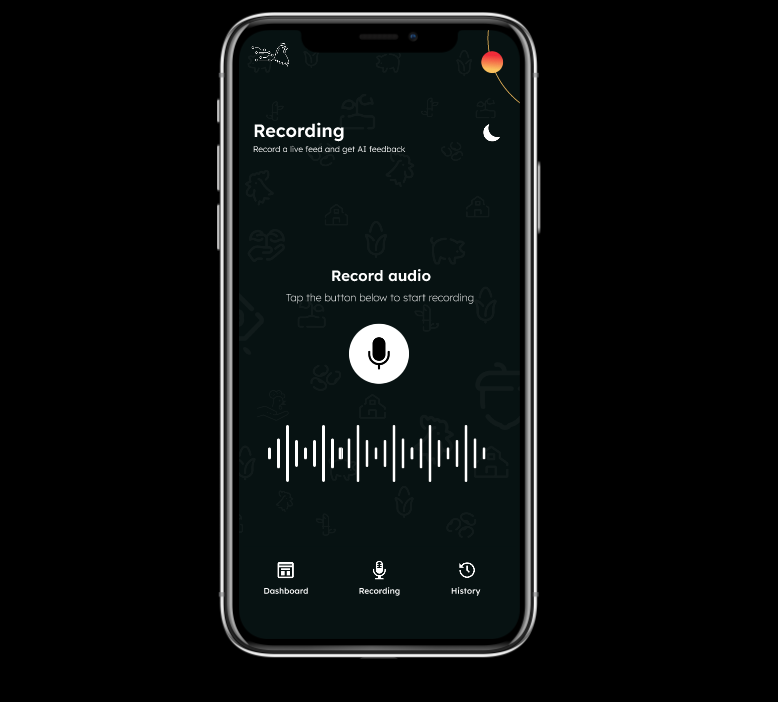 Recording
Record a live feed and get AI feedback
Record audio
Tap the button below to start recording
Dashboard
Recording
History